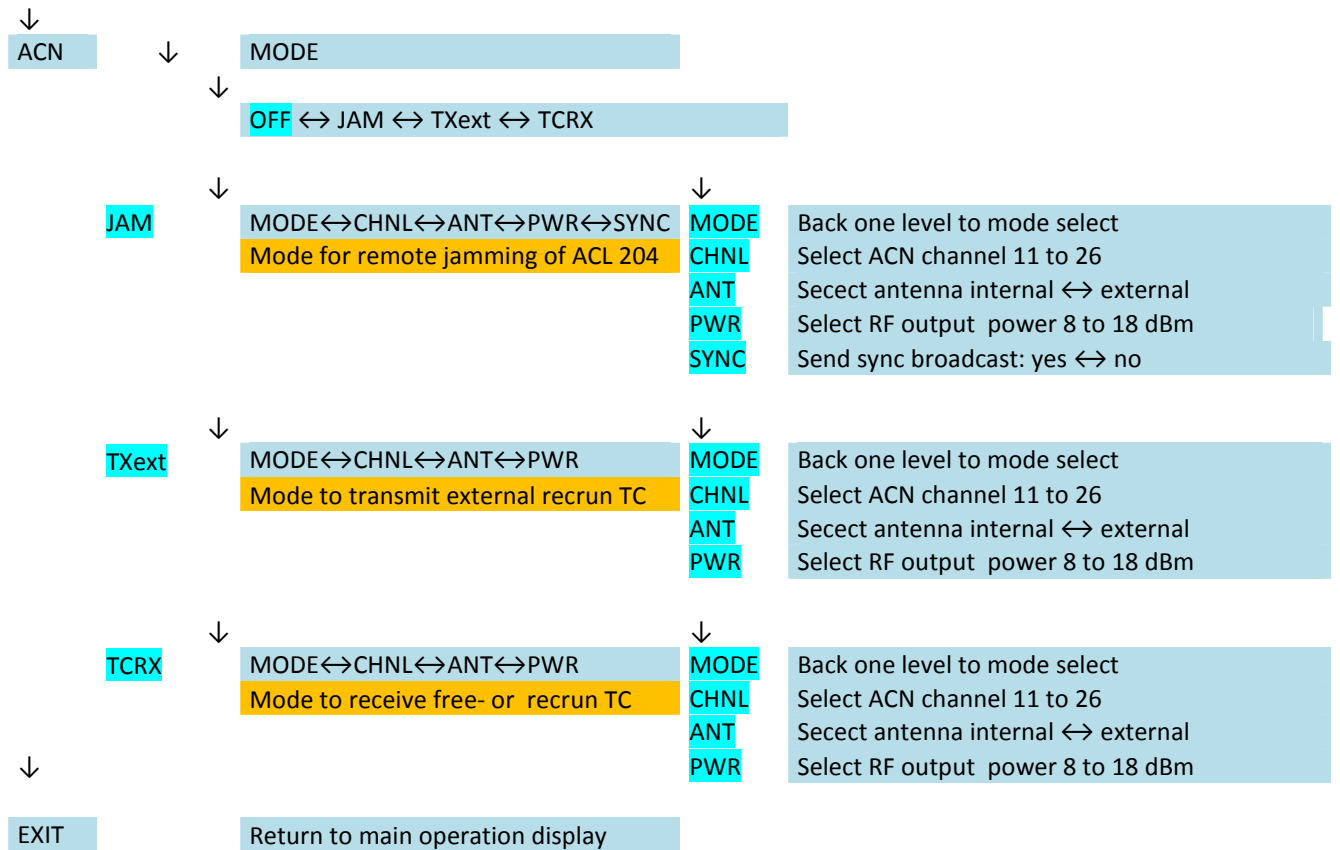 ↓
ACN ↓ MODE
↓
OFF ↔ JAM ↔ TXext ↔ TCRX
↓ ↓
JAM MODE↔CHNL↔ANT↔PWR↔SYNC MODE Back one level to mode select
Mode for remote jamming of ACL 204 CHNL Select ACN channel 11 to 26
ANT Secect antenna internal ↔ external
PWR Select RF output power 8 to 18 dBm
SYNC Send sync broadcast: yes ↔ no
↓ ↓
TXext MODE↔CHNL↔ANT↔PWR MODE Back one level to mode select
Mode to transmit external recrun TC CHNL Select ACN channel 11 to 26
ANT Secect antenna internal ↔ external
PWR Select RF output power 8 to 18 dBm
↓ ↓
TCRX MODE↔CHNL↔ANT↔PWR MODE Back one level to mode select
Mode to receive free- or recrun TC CHNL Select ACN channel 11 to 26
ANT Secect antenna internal ↔ external
↓ PWR Select RF output power 8 to 18 dBm
EXIT Return to main operation display